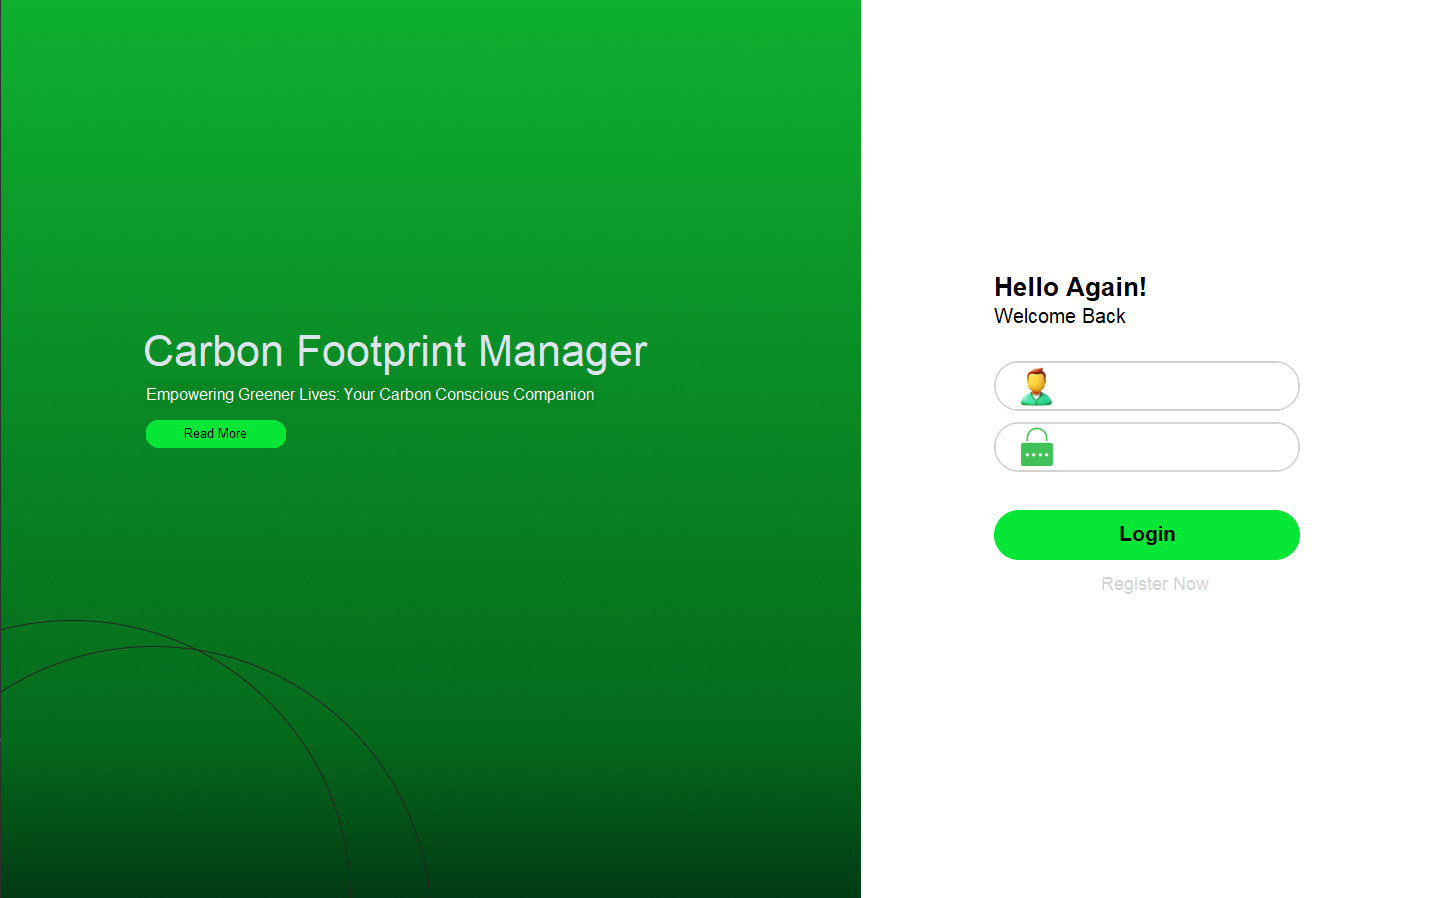 Carbon Footprint Manager
Empowering Greener Lives: Your Carbon Conscious Companion
Read More
Hello Again!
Welcome Back
Login
Register Now